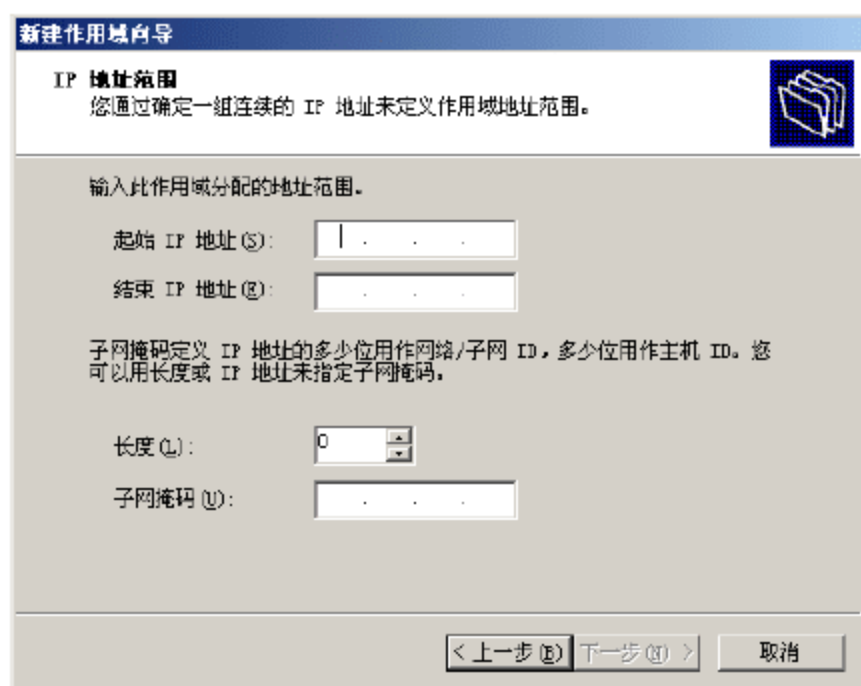 新建作用域向导
IP 地址范围
您通过确定一组连续的 IP 地址来定义作用域地址范围。
输入此作用域分配的地址范围。
起始 IP 地址(S):
结束 IP 地址(E):
子网掩码定义 IP 地址的多少位用作网络/子网 ID，多少位用作主机 ID。您
可以用长度或 IP 地址来指定子网掩码。
长度(L):
0
子网掩码(U):
< 上一步(B)
下一步(N) >
取消